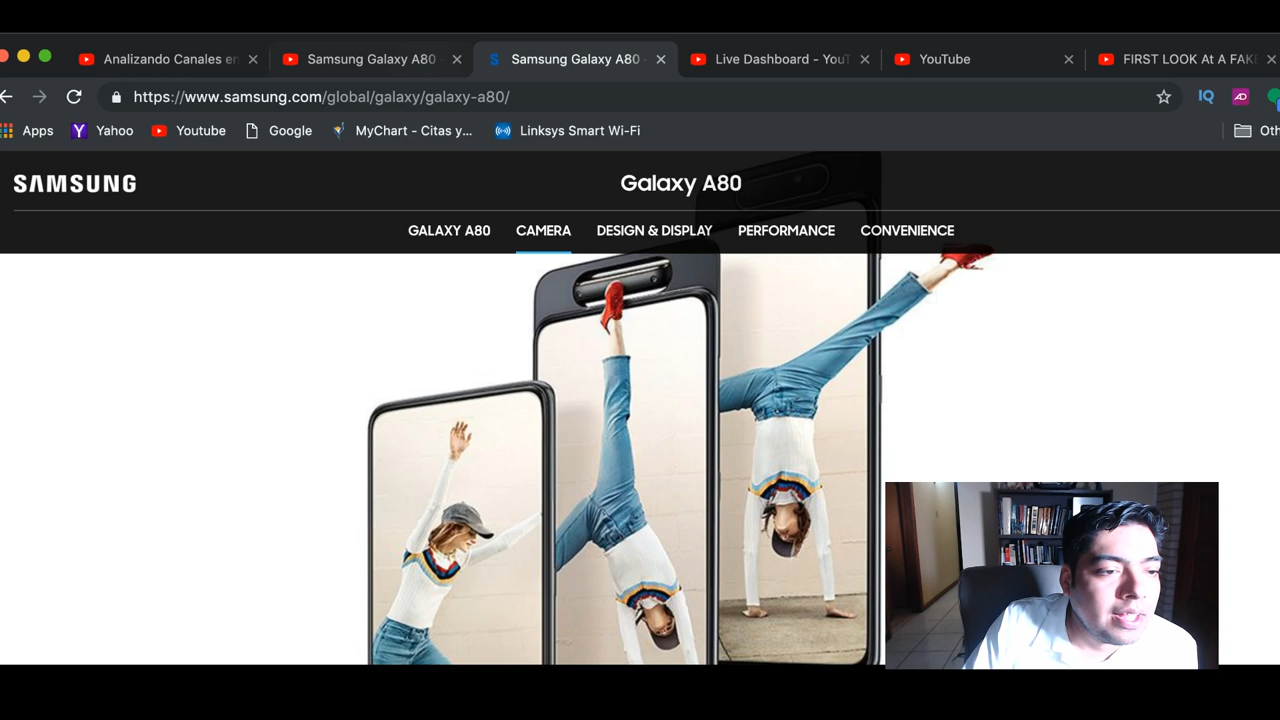 Analizando Canales en
Samsung Galaxy A80
Samsung Galaxy A80
Live Dashboard - YouT
YouTube
FIRST LOOK At A FAKE
https://www.samsung.com/global/galaxy/galaxy-a80/
IQ
Apps
Yahoo
Youtube
Google
MyChart - Citas y...
Linksys Smart Wi-Fi
Oth
SAMSUNG
Galaxy A80
GALAXY A80
CAMERA
DESIGN & DISPLAY
PERFORMANCE
CONVENIENCE